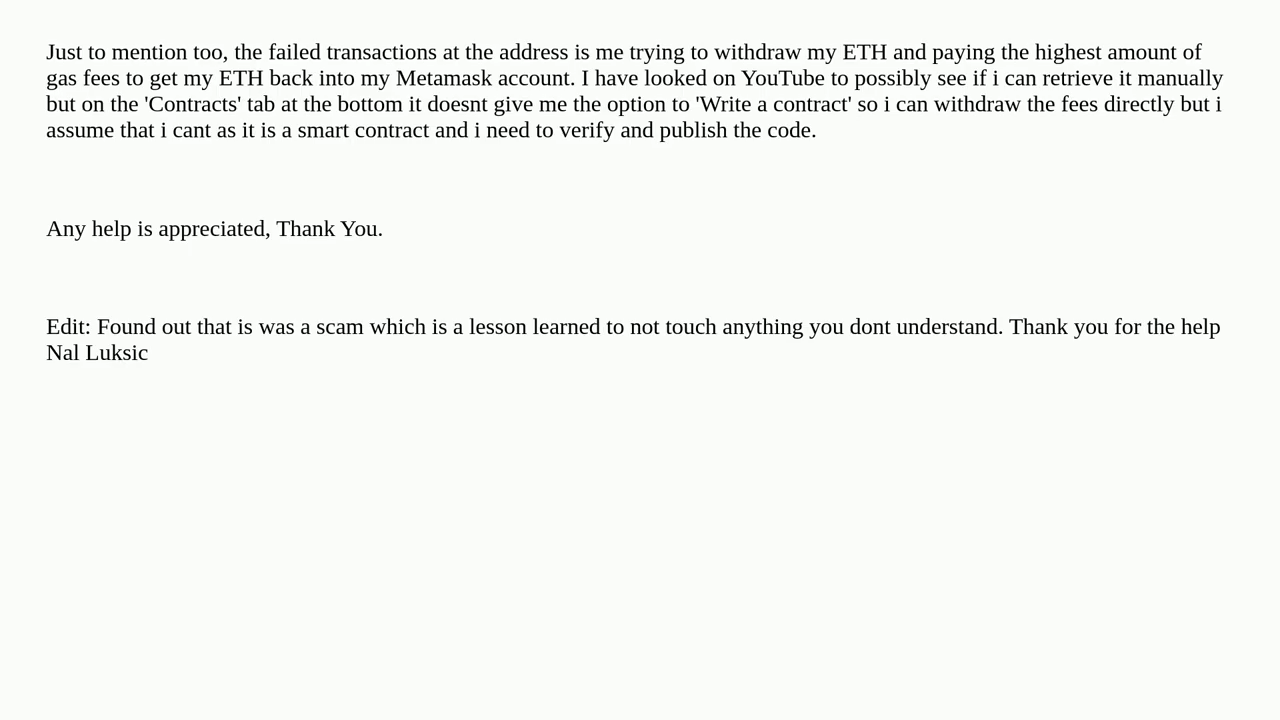 Just to mention too, the failed transactions at the address is me trying to withdraw my ETH and paying the highest amount of
gas fees to get my ETH back into my Metamask account. I have looked on YouTube to possibly see if i can retrieve it manually
but on the 'Contracts' tab at the bottom it doesnt give me the option to 'Write a contract' so i can withdraw the fees directly but i
assume that i cant as it is a smart contract and i need to verify and publish the code.
Any help is appreciated, Thank You.
Edit: Found out that is was a scam which is a lesson learned to not touch anything you dont understand. Thank you for the help
Nal Luksic